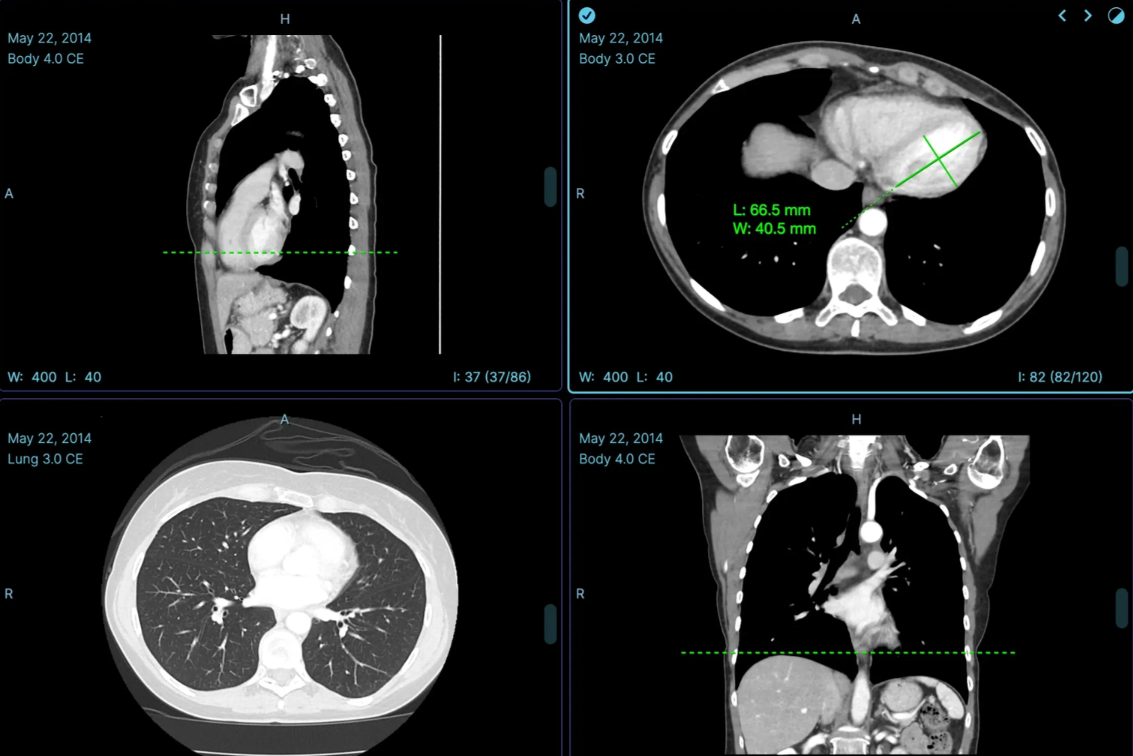 H
May 22, 2014
Body 4.0 CE
A
W: 400 L: 40
I: 37 (37/86)
A
May 22, 2014
Body 3.0 CE
R
L: 66.5 mm
W: 40.5 mm
W: 400 L: 40
I: 82 (82/120)
A
May 22, 2014
Lung 3.0 CE
R
H
May 22, 2014
Body 4.0 CE
R